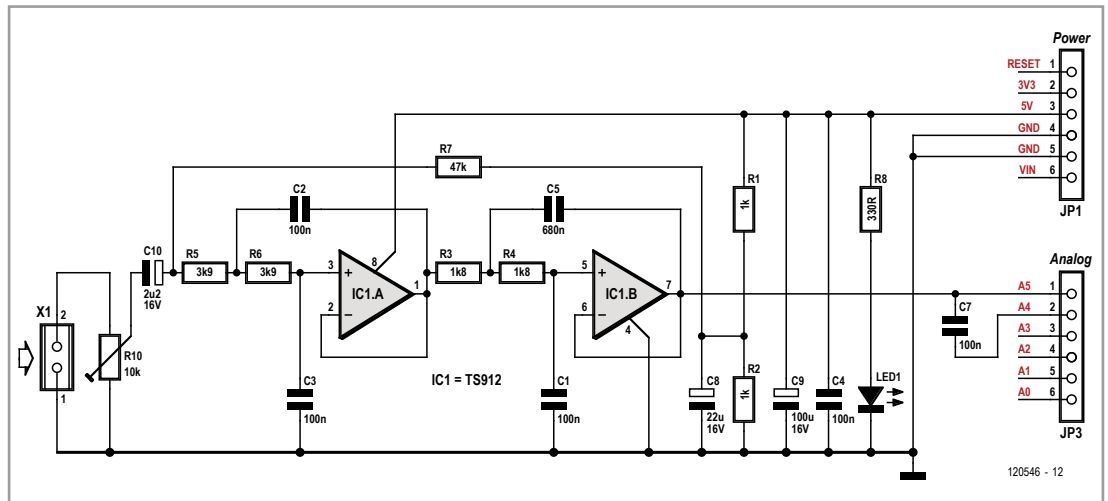 Power
RESET 1
3V3 2
5V 3
GND 4
GND 5
VIN 6
JP1
R7
47k
C2
100n
C5
680n
R1
1k
R8
330R
C10
2u2
16V
R5
3k9
R6
3k9
3
2
8
1
IC1.A
R3
1k8
R4
1k8
5
6
7
4
IC1.B
Analog
A5 1
A4 2
A3 3
A2 4
A1 5
A0 6
JP3
C7
100n
X1
2
1
R10
10k
IC1 = TS912
C3
100n
C1
100n
C8
22u
16V
R2
1k
C9
100u
16V
C4
100n
LED1
120546 - 12